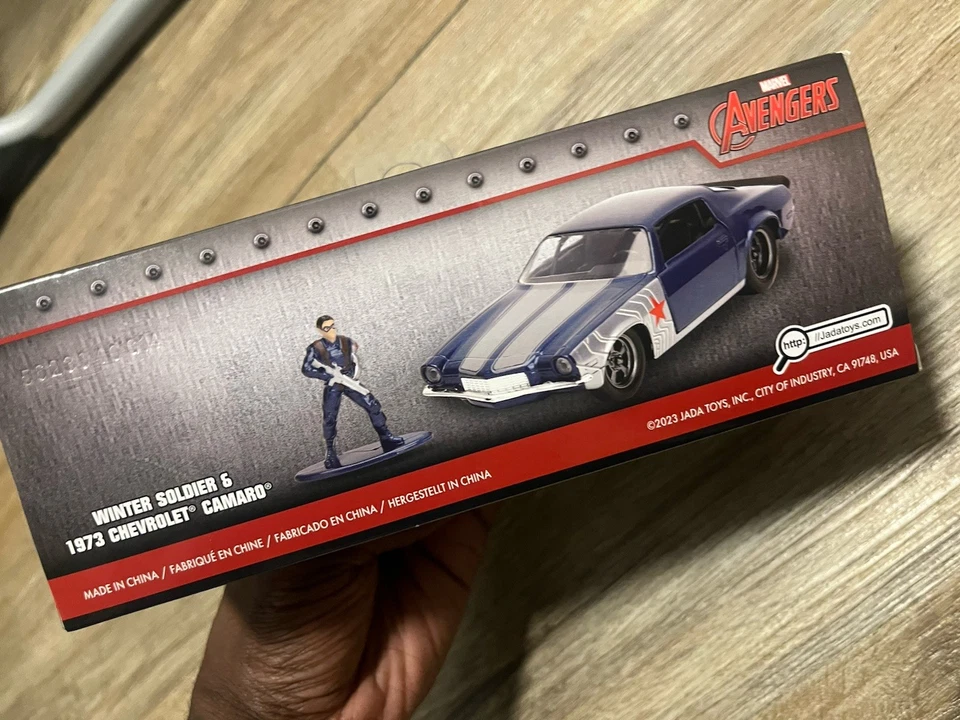 MARVEL
AVENGERS
http: //Jadatoys.com
WINTER SOLDIER &
1973 CHEVROLET® CAMARO®
©2023 JADA TOYS, INC., CITY OF INDUSTRY, CA 91748, USA
MADE IN CHINA / FABRIQUÉ EN CHINE / FABRICADO EN CHINA / HERGESTELLT IN CHINA